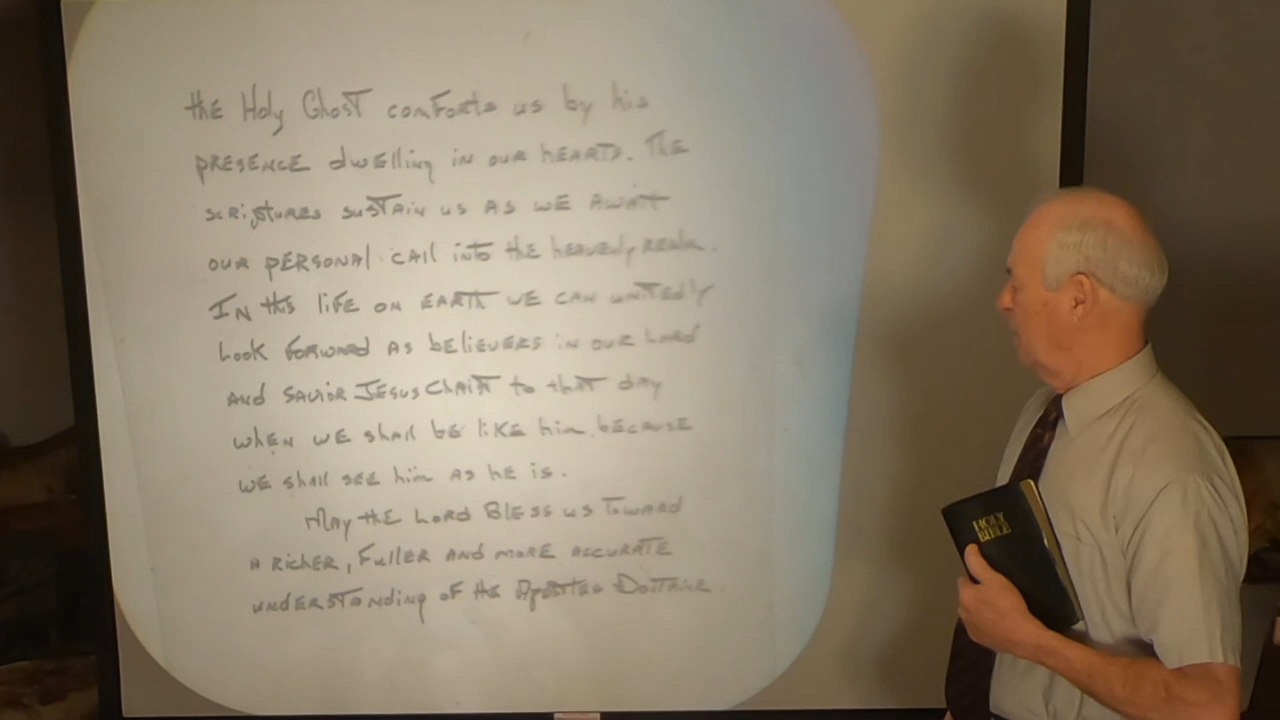 the Holy Ghost comforts us by his
presence dwelling in our hearts. The
scriptures sustain us as we await
our personal call into the heavenly realm.
In this life on earth we can unitedly
look forward as believers in our Lord
and savior Jesus Christ to that day
when we shall be like him because
we shall see him as he is.
May the Lord Bless us toward
a richer, fuller and more accurate
understanding of the Apostles Doctrine.
HOLY
BIBLE